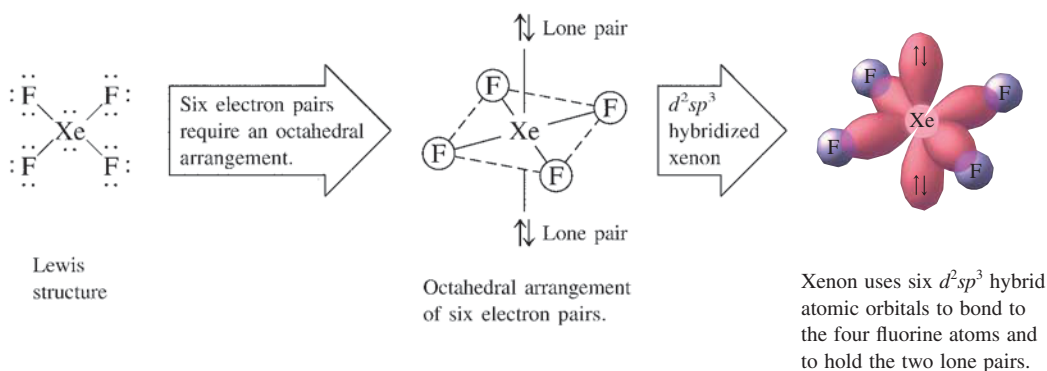 F F
Xe
F F
Lewis
structure
Six electron pairs
require an octahedral
arrangement.
⇅ Lone pair
F
F
Xe
F
F
⇅ Lone pair
Octahedral arrangement
of six electron pairs.
d²sp³
hybridized
xenon
⇅
F
F
Xe
F
F
⇅
Xenon uses six d²sp³ hybrid
atomic orbitals to bond to
the four fluorine atoms and
to hold the two lone pairs.